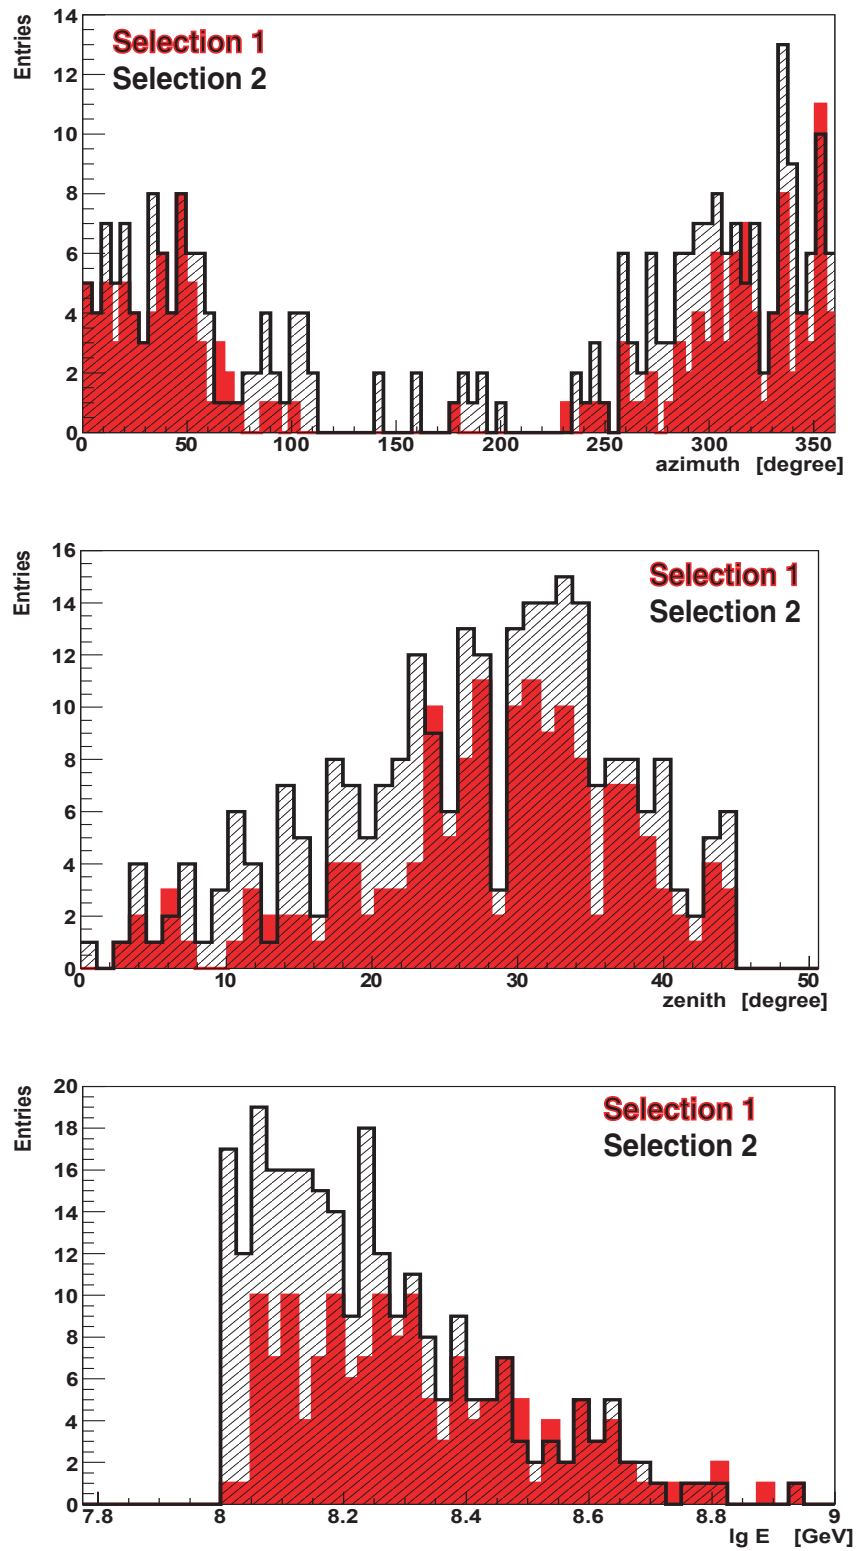 Entries
14
12
10
8
6
4
2
0
Selection 1
Selection 2
0 50 100 150 200 250 300 350
azimuth [degree]
Entries
16
14
12
10
8
6
4
2
0
Selection 1
Selection 2
0 10 20 30 40 50
zenith [degree]
Entries
20
18
16
14
12
10
8
6
4
2
0
Selection 1
Selection 2
7.8 8 8.2 8.4 8.6 8.8 9
lg E [GeV]